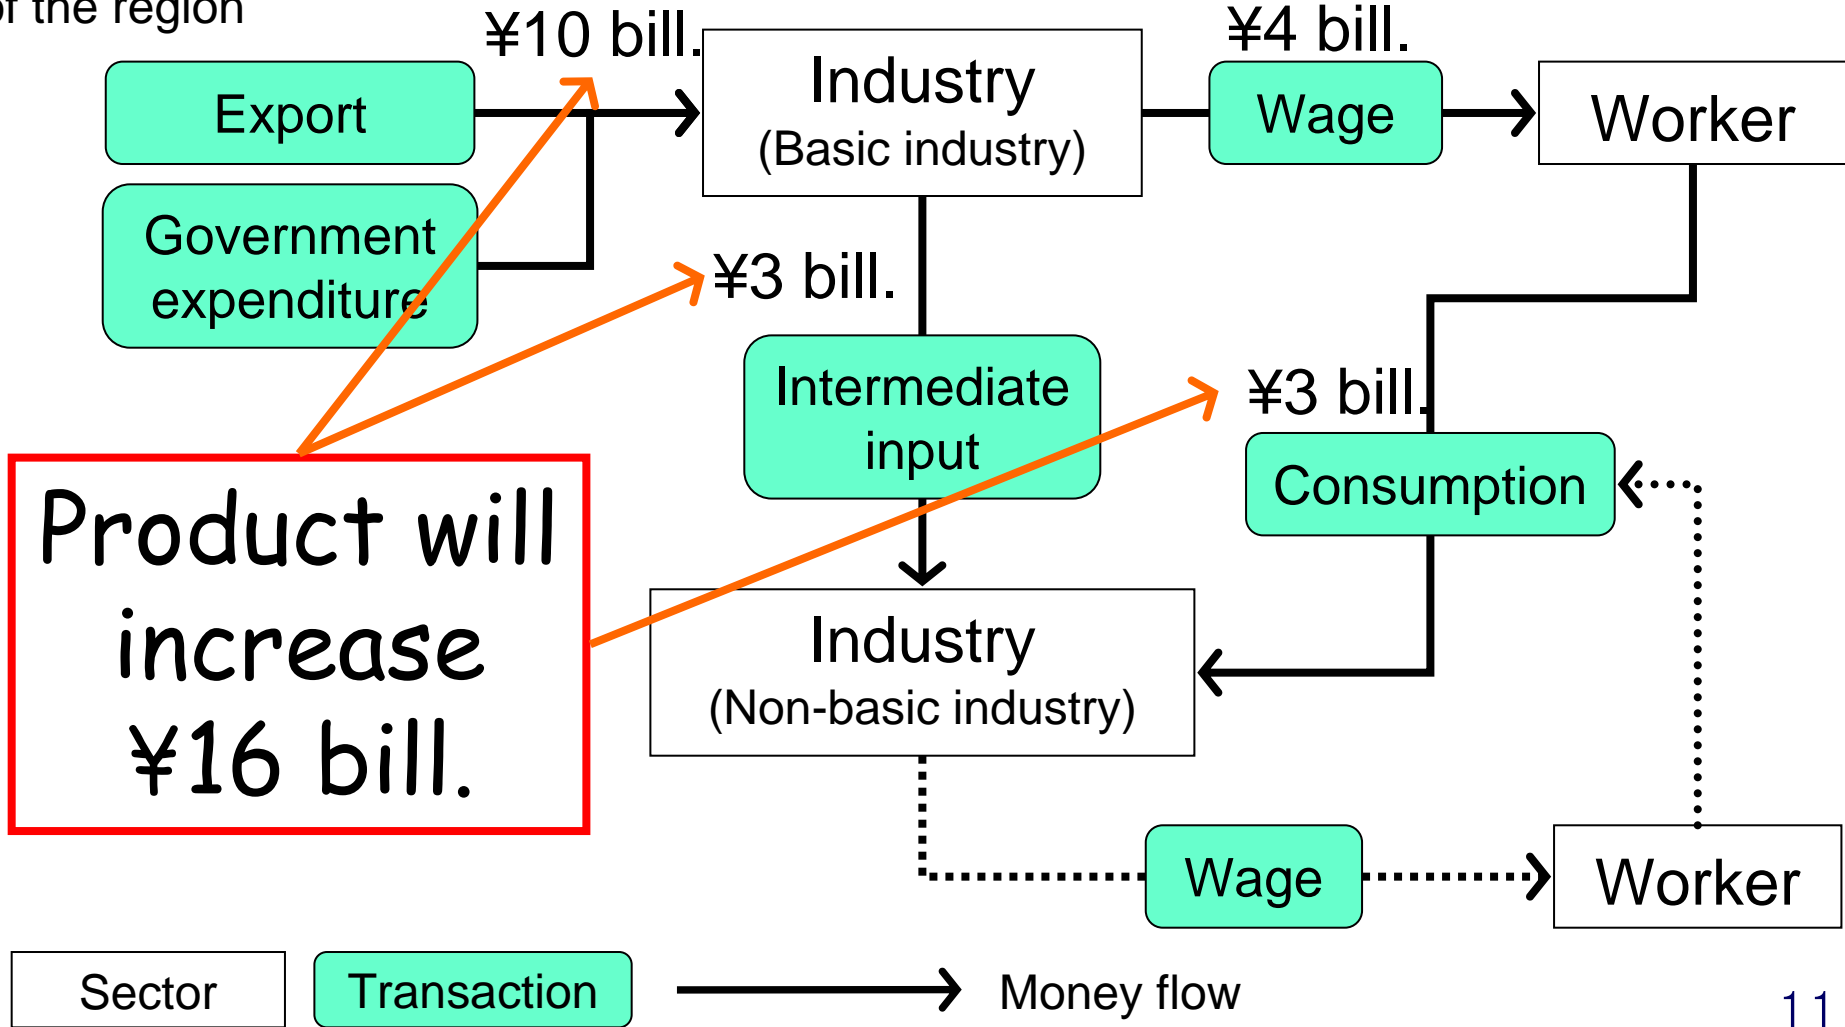 of the region
¥10 bill.
¥4 bill.
Export
Industry
(Basic industry)
Wage
Worker
Government
expenditure
¥3 bill.
Intermediate
input
¥3 bill.
Consumption
Product will
increase
¥16 bill.
Industry
(Non-basic industry)
Wage
Worker
Sector
Transaction
Money flow
11